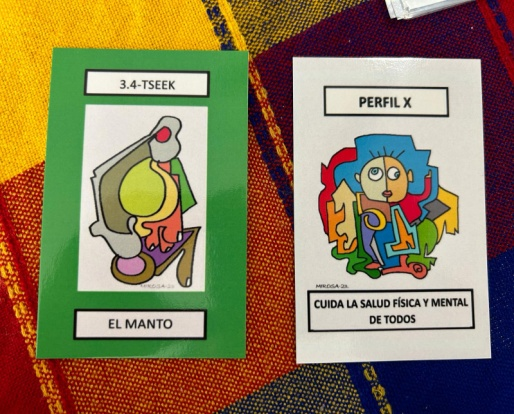 3.4-TSEEK
EL MANTO
PERFIL X
CUIDA LA SALUD FÍSICA Y MENTAL
DE TODOS